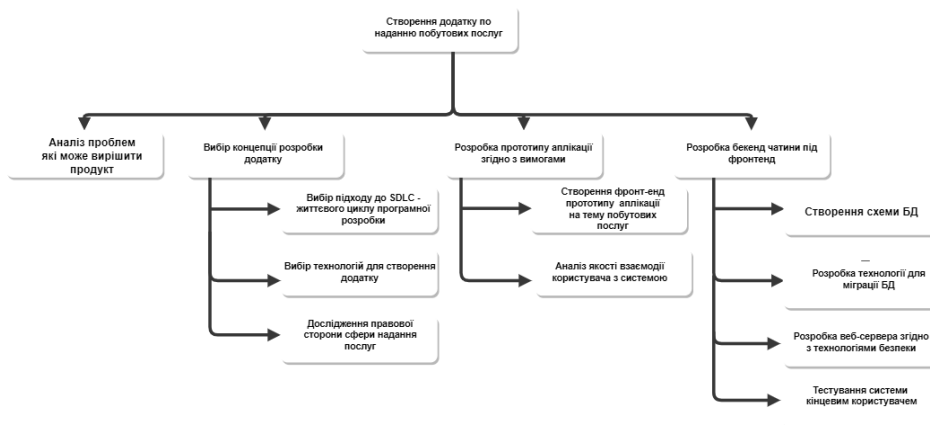 Створення додатку по
наданню побутових послуг
Аналіз проблем
які може вирішити
продукт
Вибір концепції розробки
додатку
Розробка прототипу аплікації
згідно з вимогами
Розробка бекенд чатини під
фронтенд
Вибір підходу до SDLC -
життєвого циклу програмної
розробки
Вибір технологій для створення
додатку
Дослідження правової
сторони сфери надання
послуг
Створення фронт-енд
прототипу аплікації
на тему побутових
послуг
Аналіз якості взаємодії
користувача з системою
Створення схеми БД
—
Розробка технології для
міграції БД
Розробка веб-сервера згідно
з технологіями безпеки
Тестування системи
кінцевим користувачем